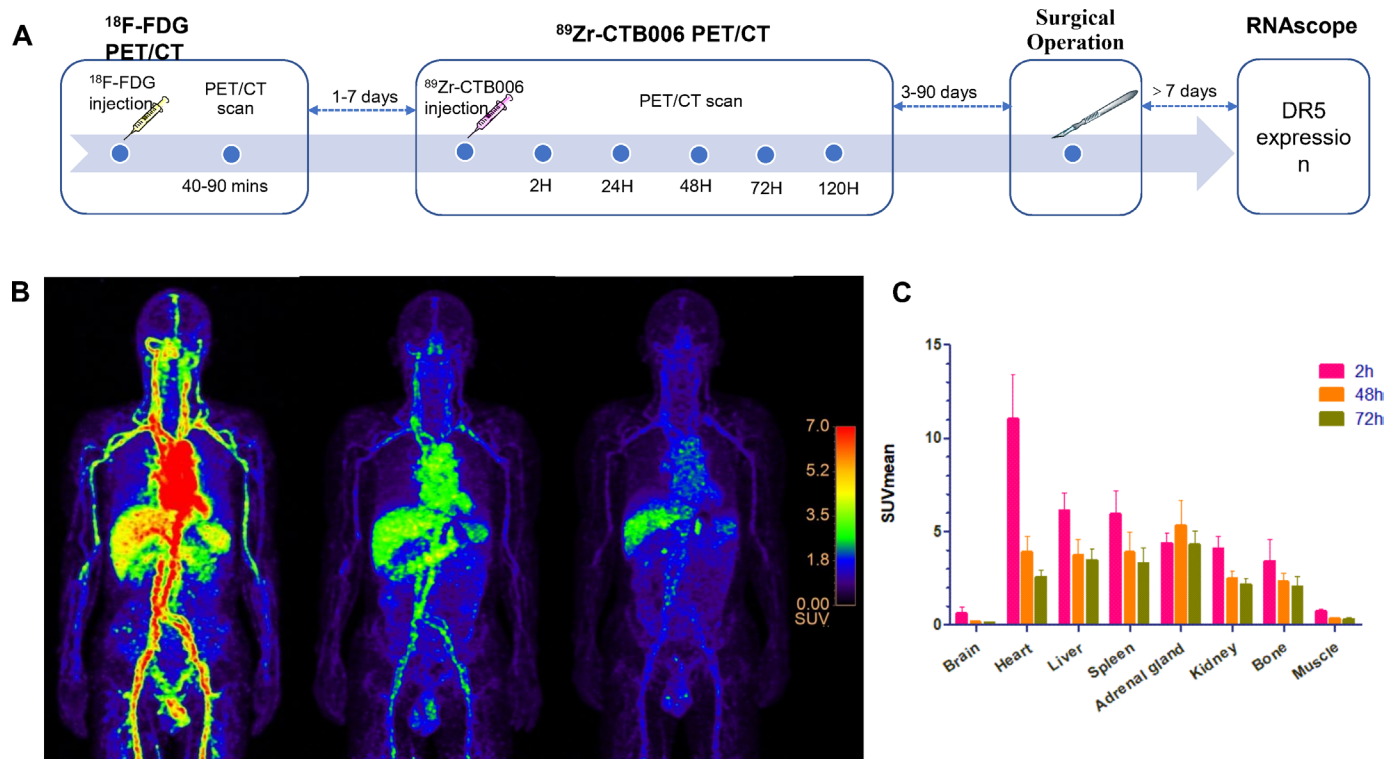 A
¹⁸F-FDG
PET/CT
⁸⁹Zr-CTB006 PET/CT
Surgical
Operation
RNAscope
¹⁸F-FDG
injection
PET/CT
scan
40-90 mins
1-7 days
⁸⁹Zr-CTB006
injection
PET/CT scan
2H
24H
48H
72H
120H
3-90 days
> 7 days
DR5
expressio
n
B
7.0
5.2
3.5
1.8
0.00
SUV
C
SUVmean
15
10
5
0
2h
48h
72h
Brain
Heart
Liver
Spleen
Adrenal gland
Kidney
Bone
Muscle